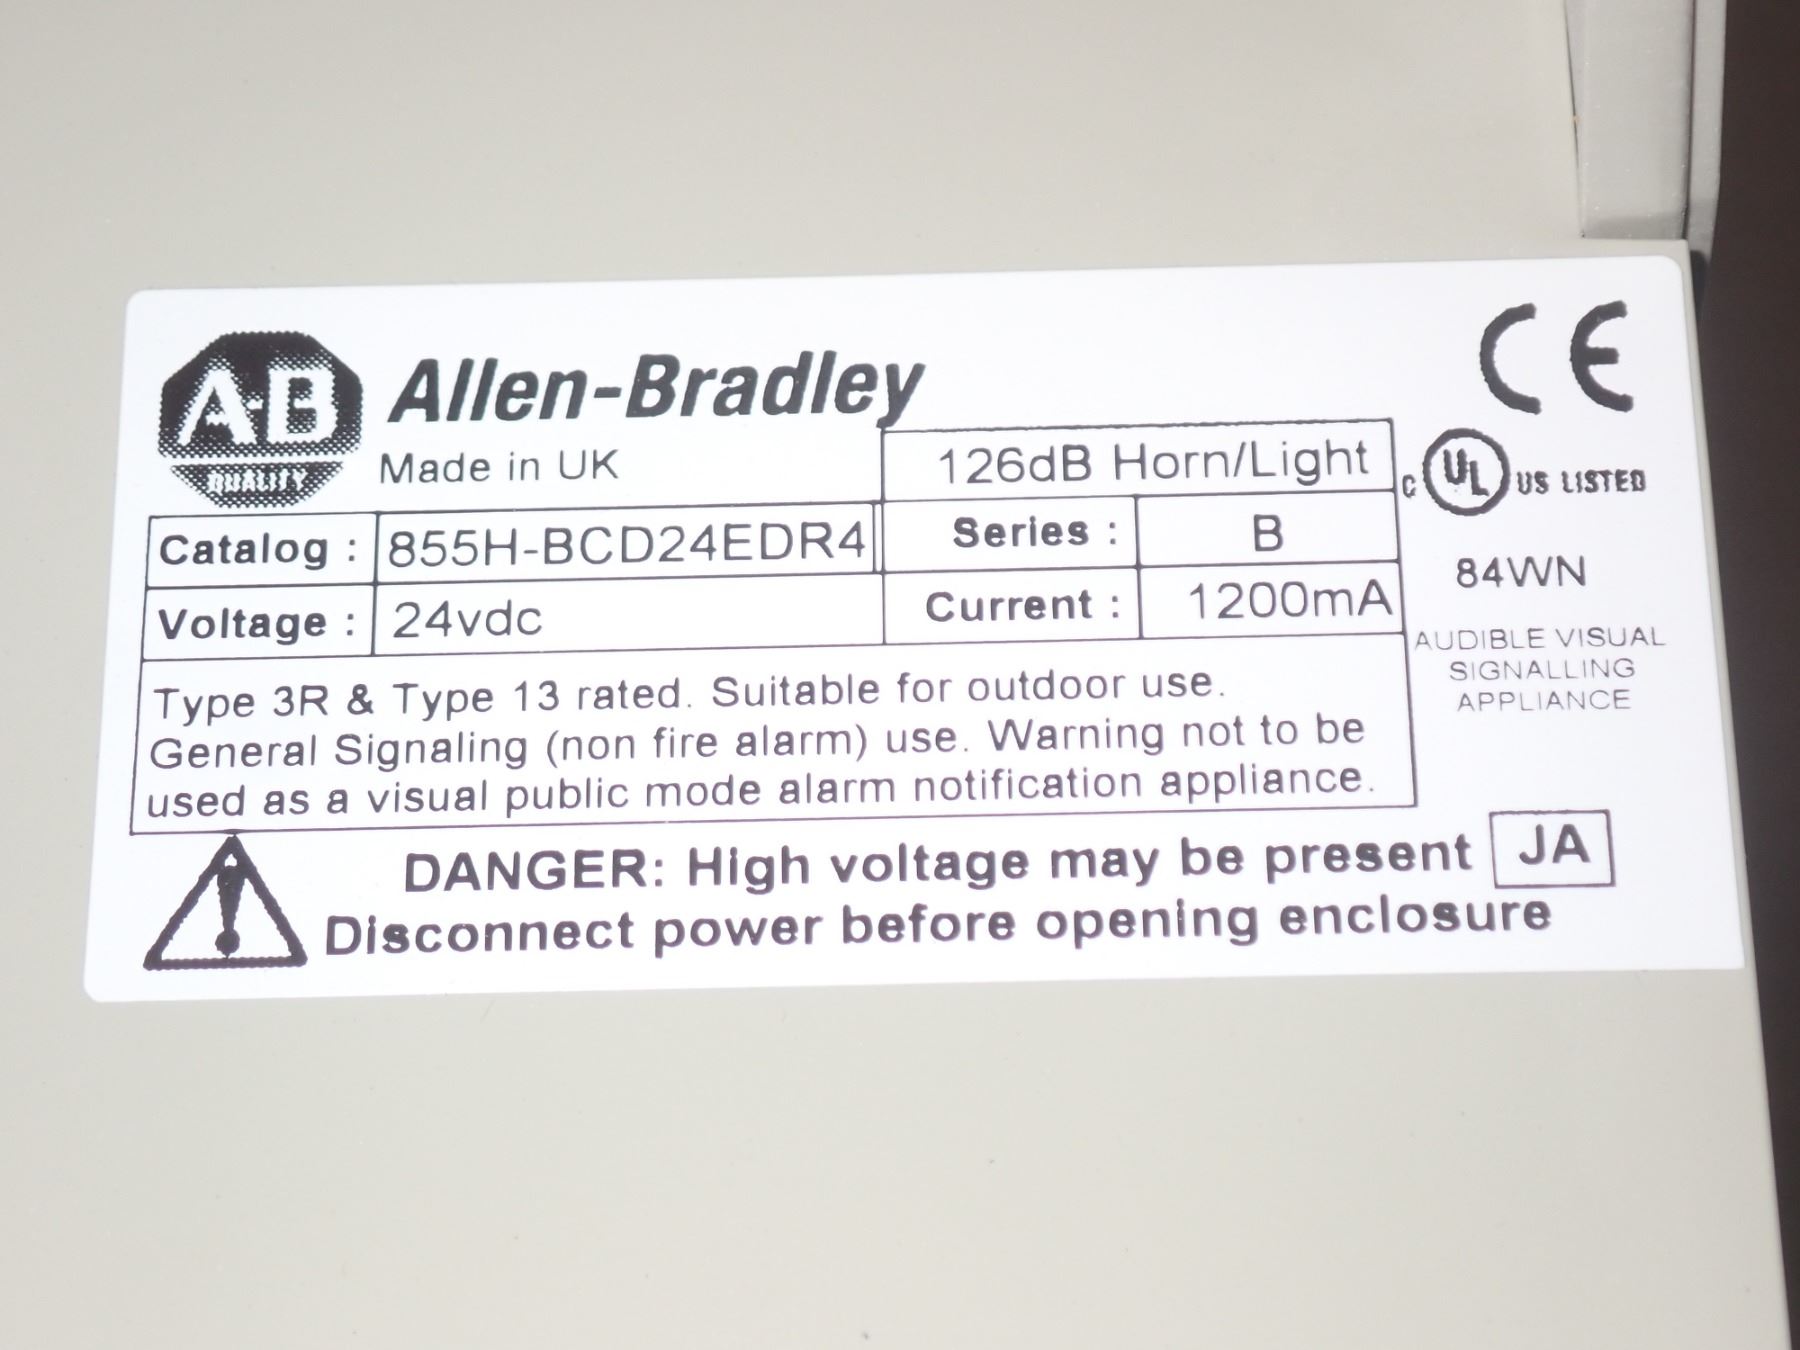 A-B
QUALITY
Allen-Bradley
Made in UK
126dB Horn/Light
CE
C UL US LISTED
Catalog : 855H-BCD24EDR4 Series : B
Voltage : 24vdc Current : 1200mA
84WN
AUDIBLE VISUAL
SIGNALLING
APPLIANCE
Type 3R & Type 13 rated. Suitable for outdoor use.
General Signaling (non fire alarm) use. Warning not to be
used as a visual public mode alarm notification appliance.
DANGER: High voltage may be present JA
Disconnect power before opening enclosure